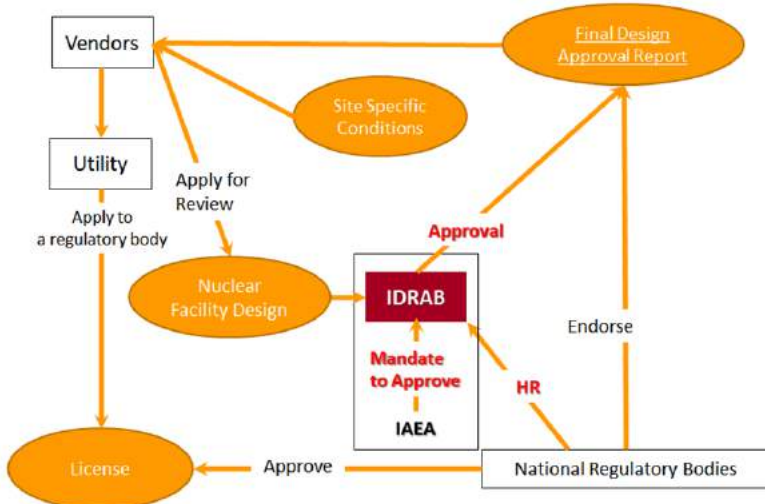 Vendors
Final Design
Approval Report
Site Specific
Conditions
Utility
Apply for
Review
Apply to
a regulatory body
Approval
Nuclear
Facility Design
IDRAB
Endorse
Mandate
to Approve
HR
IAEA
License
Approve
National Regulatory Bodies